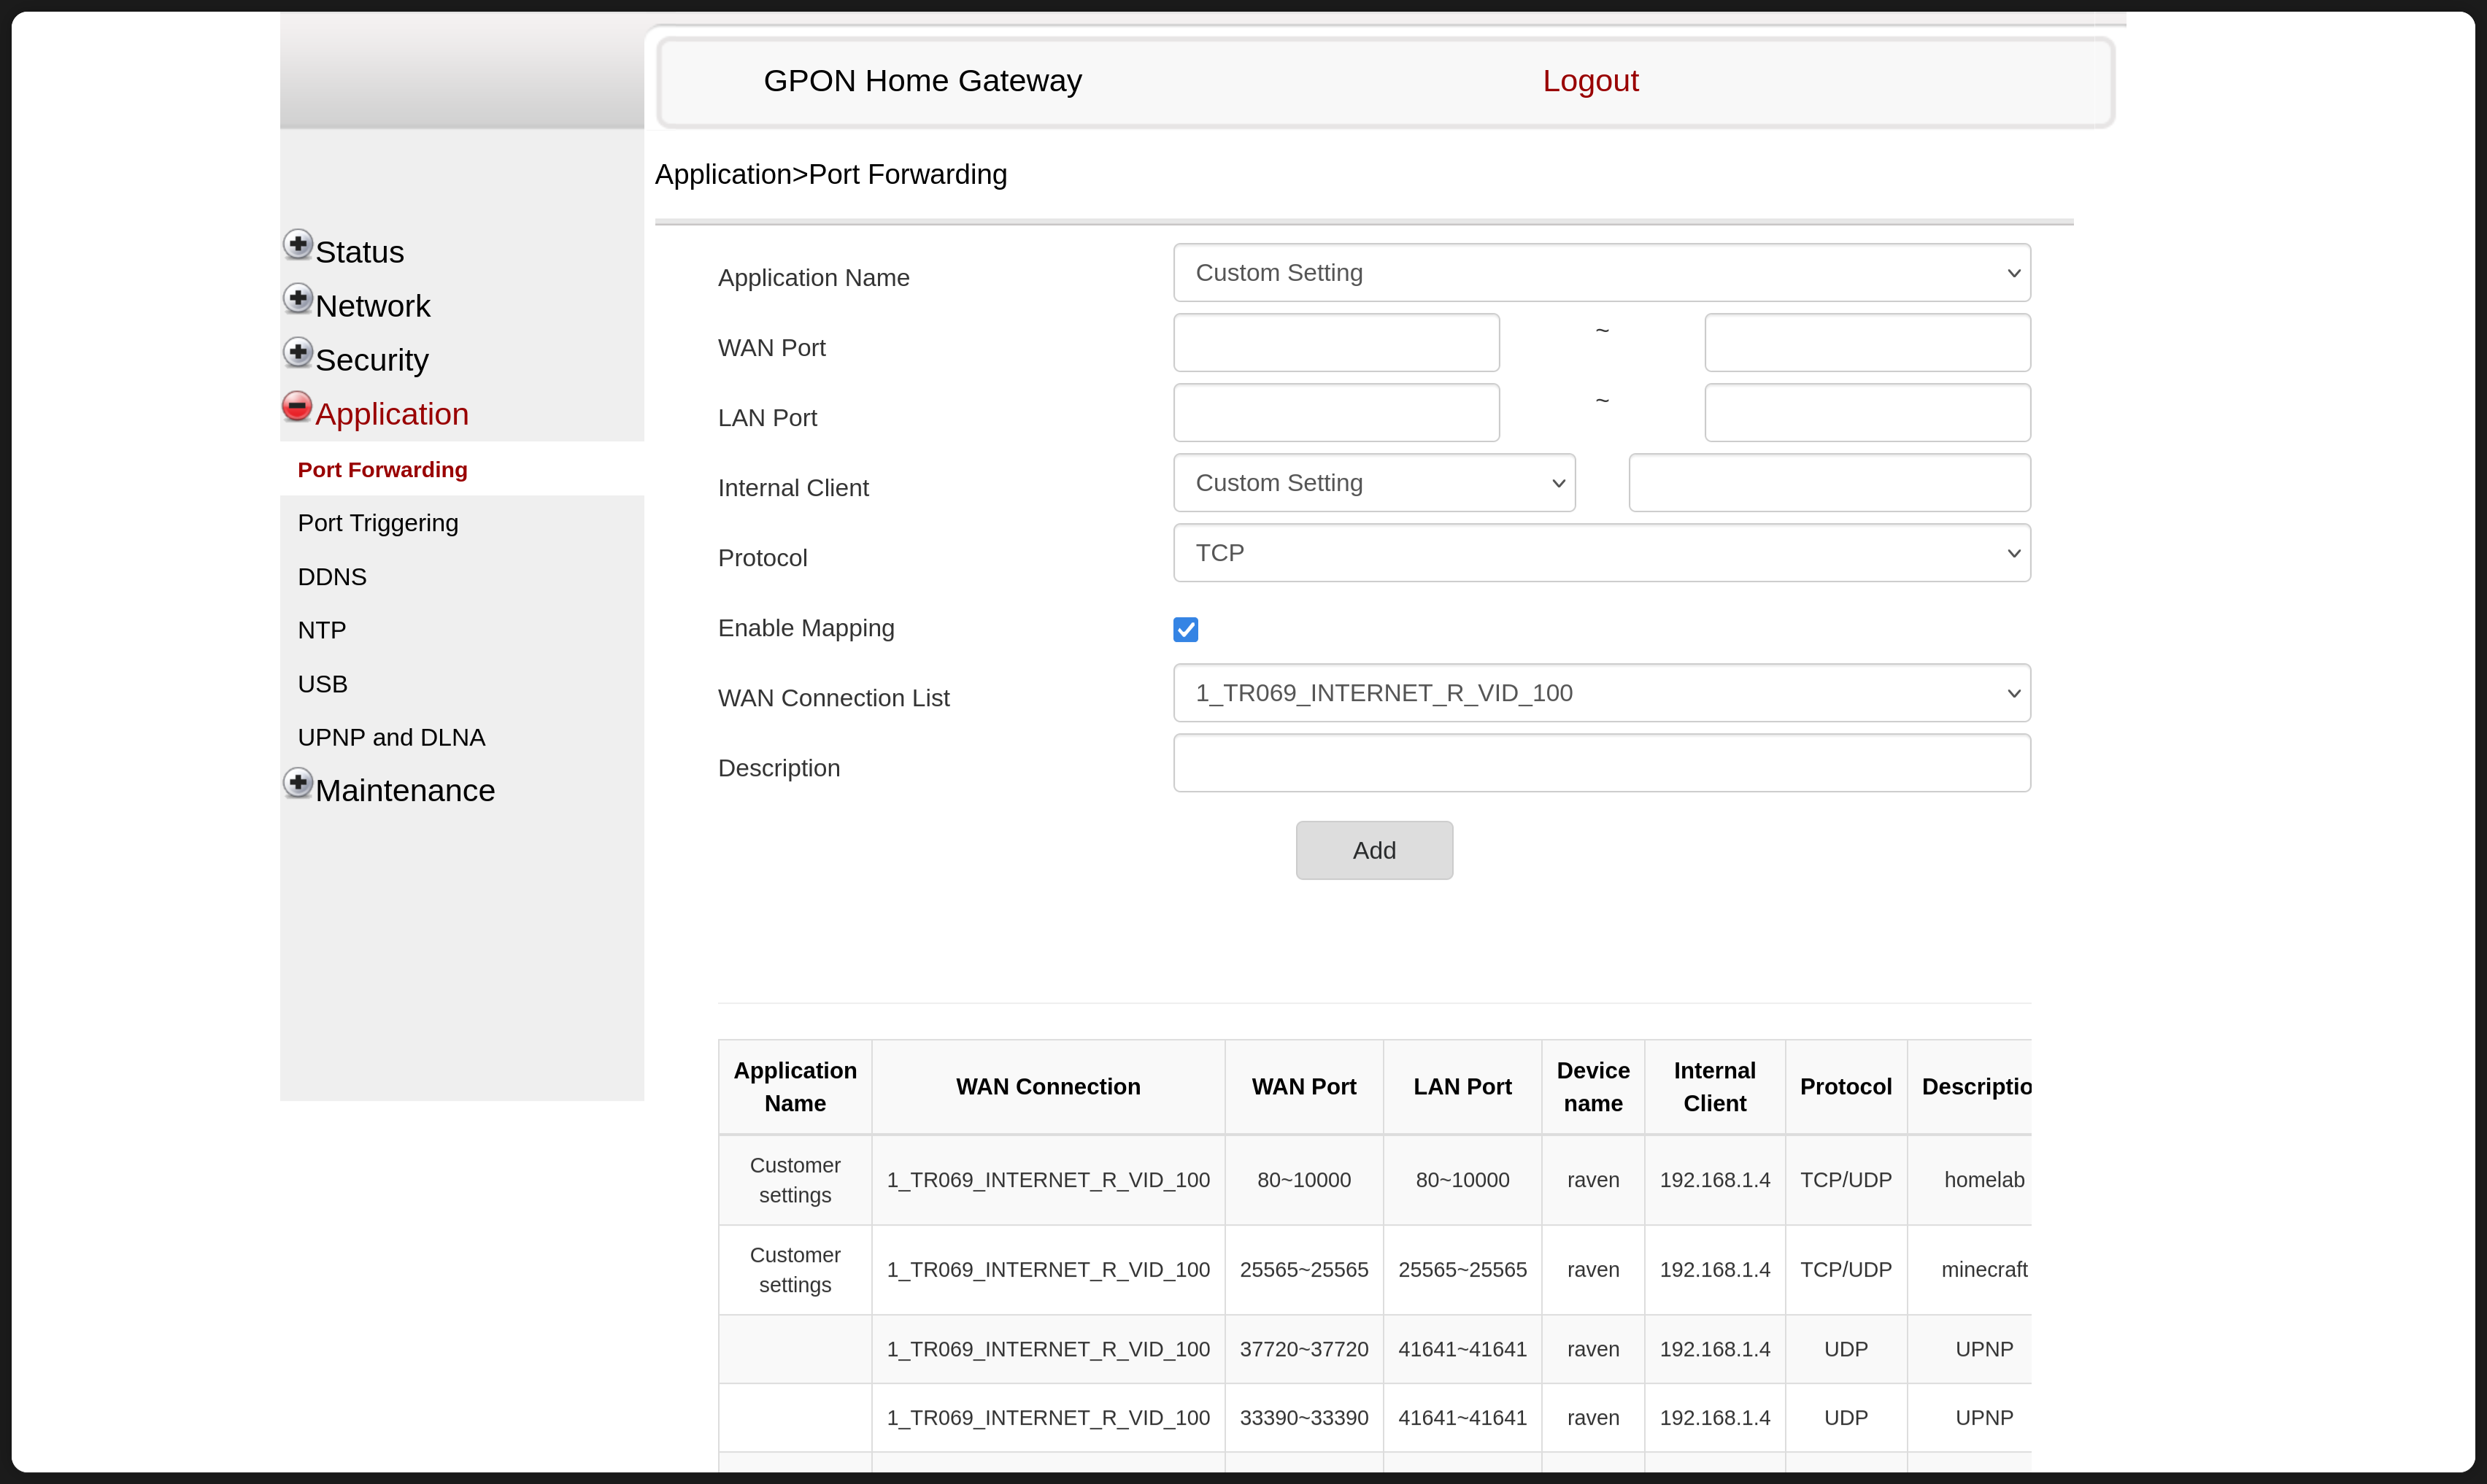 GPON Home Gateway
Logout
Application>Port Forwarding
Status
Network
Security
Application
Port Forwarding
Port Triggering
DDNS
NTP
USB
UPNP and DLNA
Maintenance
Application Name
Custom Setting
WAN Port
~
LAN Port
~
Internal Client
Custom Setting
Protocol
TCP
Enable Mapping
WAN Connection List
1_TR069_INTERNET_R_VID_100
Description
Add
Application Name WAN Connection WAN Port LAN Port Device name Internal Client Protocol Descriptio
Customer settings 1_TR069_INTERNET_R_VID_100 80~10000 80~10000 raven 192.168.1.4 TCP/UDP homelab
Customer settings 1_TR069_INTERNET_R_VID_100 25565~25565 25565~25565 raven 192.168.1.4 TCP/UDP minecraft
1_TR069_INTERNET_R_VID_100 37720~37720 41641~41641 raven 192.168.1.4 UDP UPNP
1_TR069_INTERNET_R_VID_100 33390~33390 41641~41641 raven 192.168.1.4 UDP UPNP